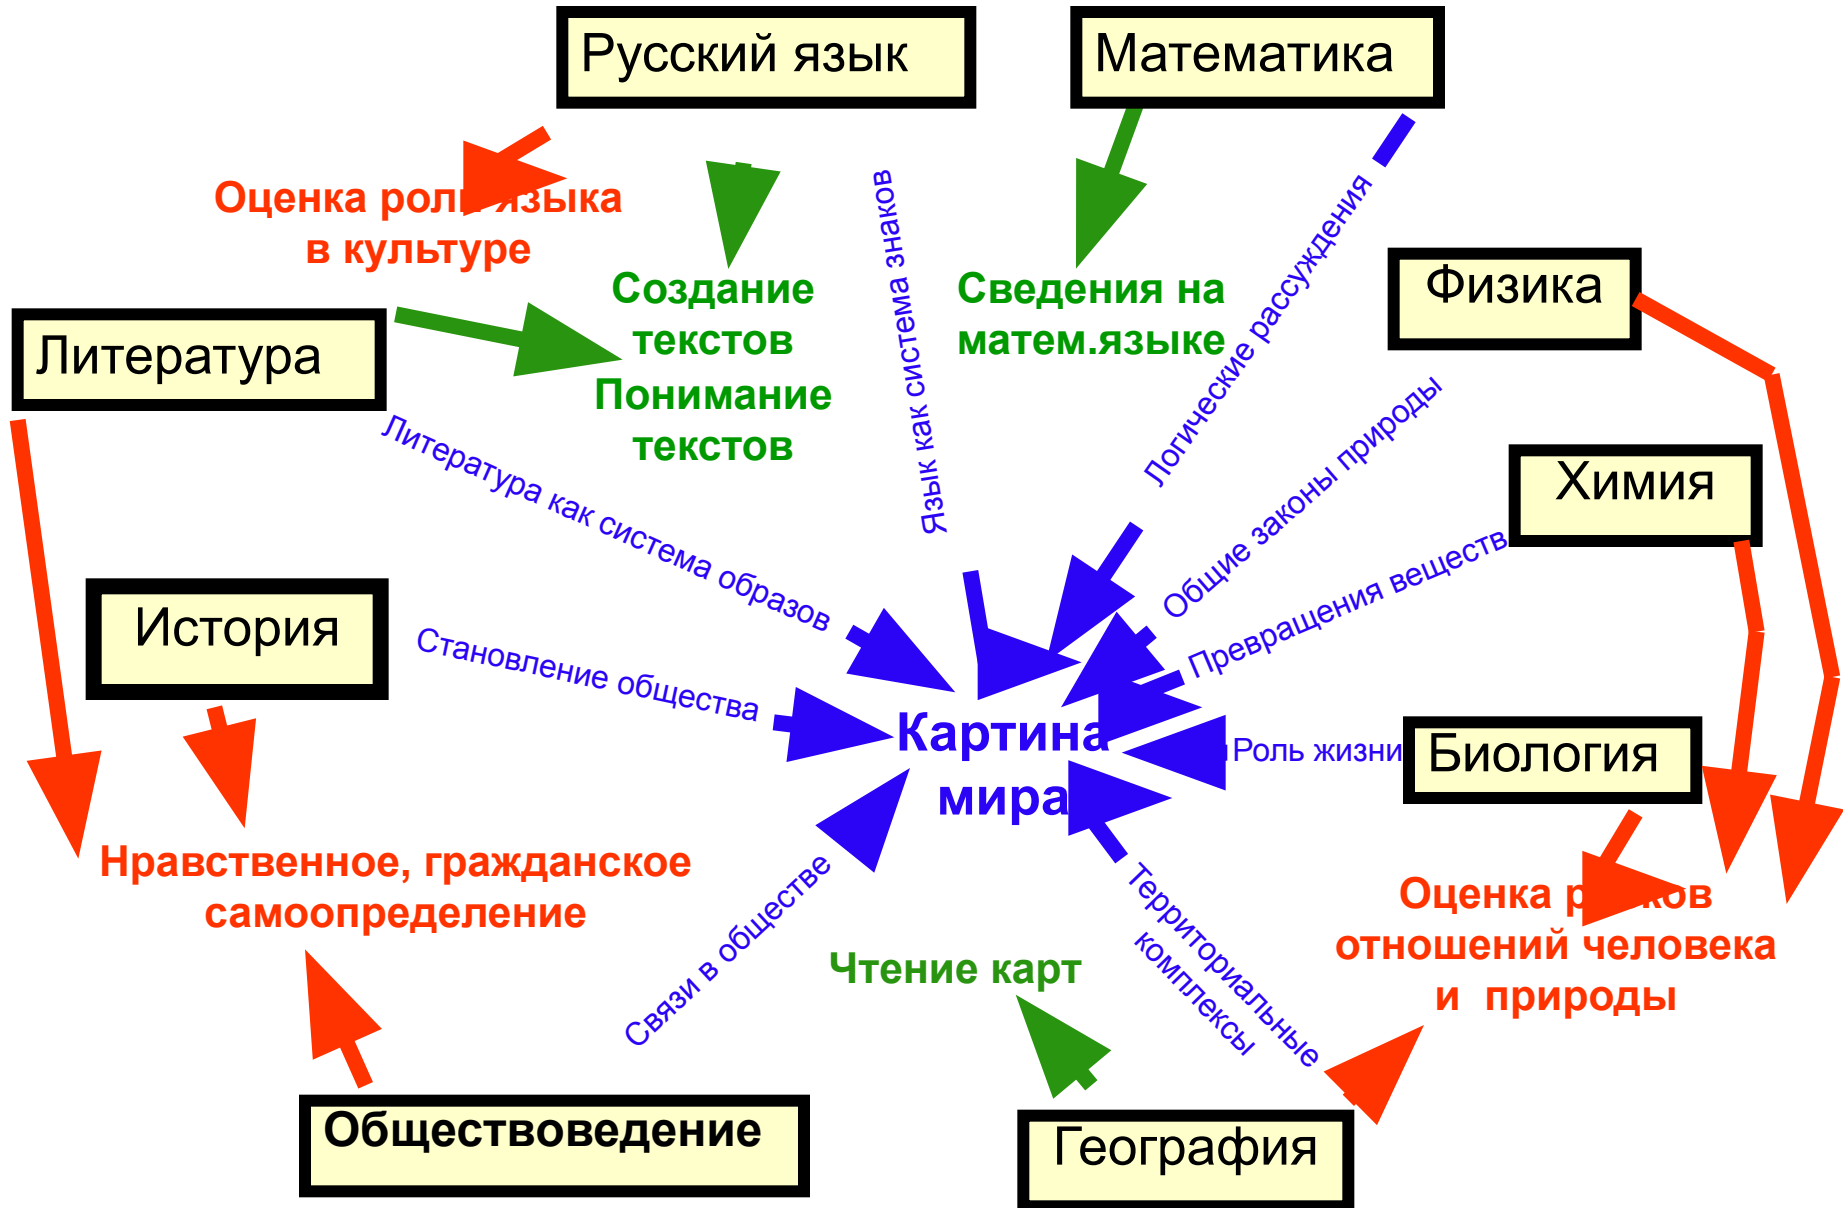 Русский язык
Математика
Оценка роли языка
в культуре
Создание
текстов
Понимание
текстов
Язык как система знаков
Сведения на
матем.языке
Логические рассуждения
Физика
Литература
Литература как система образов
Общие законы природы
Химия
Превращения веществ
История
Становление общества
Картина
мира
Роль жизни
Биология
Нравственное, гражданское
самоопределение
Связи в обществе
Чтение карт
Территориальные
комплексы
Оценка рисков
отношений человека
и природы
Обществоведение
География